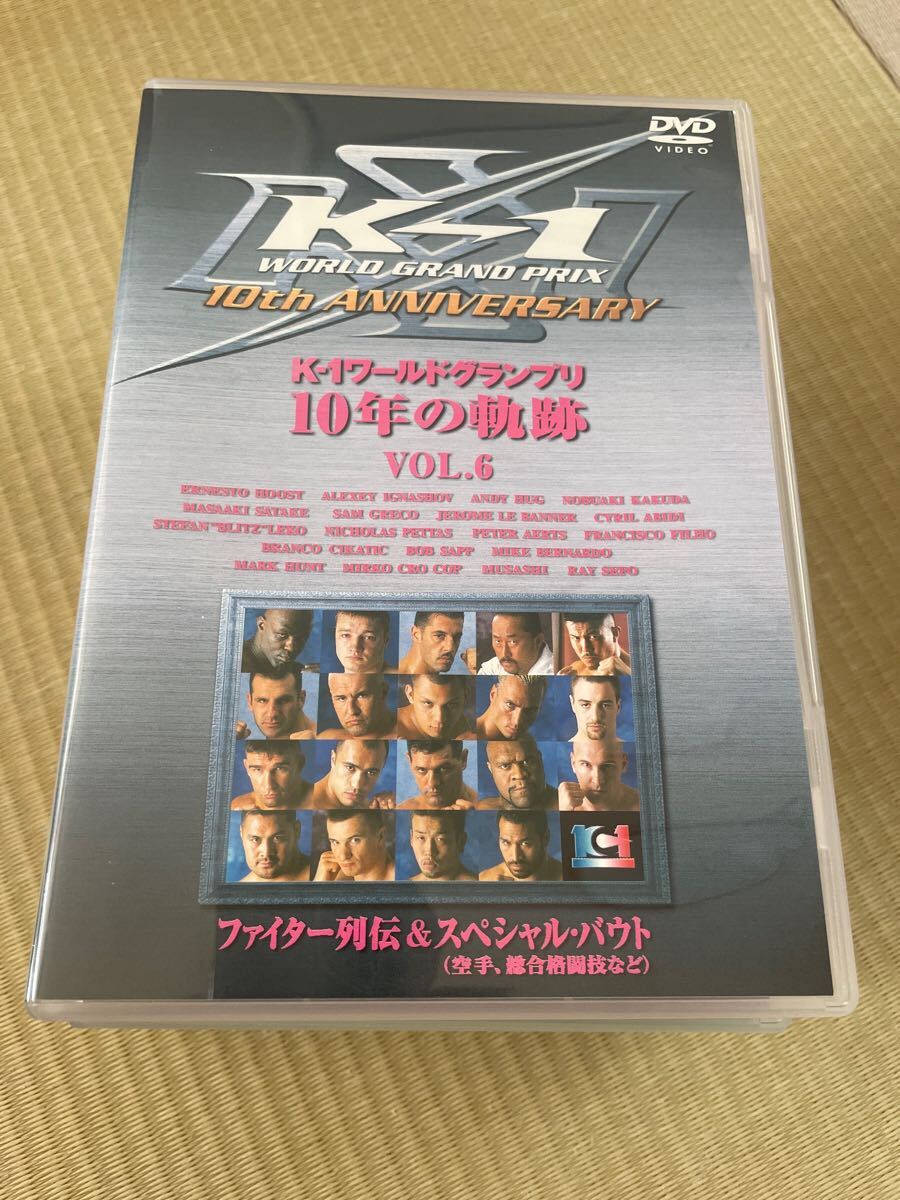 DVD
VIDEO
K-1
WORLD GRAND PRIX
10th ANNIVERSARY
K-1ワールドグランプリ
10年の軌跡
VOL.6
ERNESTO HOOST ALEXEY IGNASHOV ANDY HUG NOBUAKI KAKUDA
MASAAKI SATAKE SAM GRECO JEROME LE BANNER CYRIL ABIDI
STEFAN "BLITZ" LEKO NICHOLAS PETTAS PETER AERTS FRANCISCO FILHO
BRANCO CIKATIC BOB SAPP MIKE BERNARDO
MARK HUNT MIRKO CRO COP MUSASHI RAY SEFO
K-1
ファイター列伝&スペシャル・バウト
(空手、総合格闘技など)